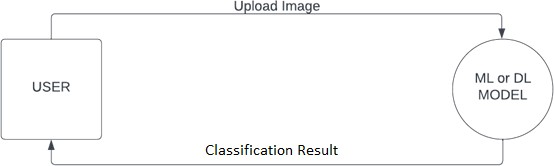 Upload Image
USER
ML or DL
MODEL
Classification Result